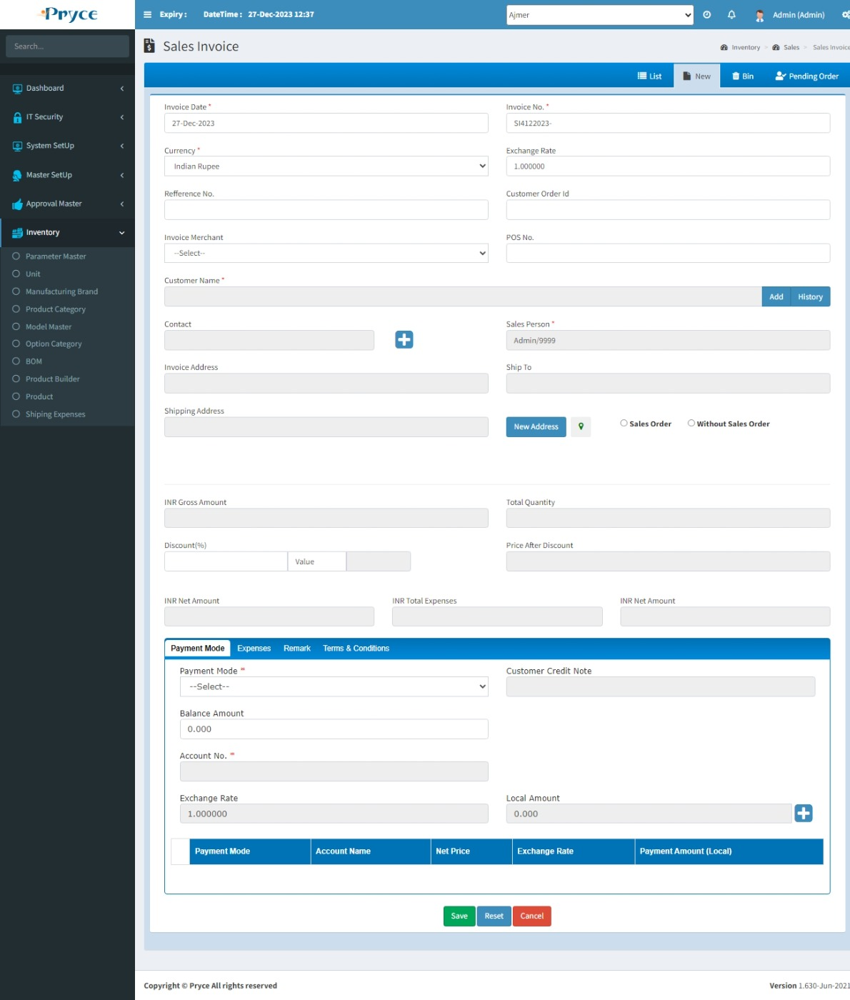 Pryce
Expiry : DateTime : 27-Dec-2023 12:37 Ajmer Admin (Admin)
Search...
Dashboard
IT Security
System SetUp
Master SetUp
Approval Master
Inventory
Parameter Master
Unit
Manufacturing Brand
Product Category
Model Master
Option Category
BOM
Product Builder
Product
Shiping Expenses
Sales Invoice
Inventory > Sales > Sales Invoice
List New Bin Pending Order
Invoice Date * Invoice No. *
27-Dec-2023 SI4122023-
Currency * Exchange Rate
Indian Rupee 1.000000
Refference No. Customer Order Id
Invoice Merchant POS No.
--Select--
Customer Name *
Add History
Contact Sales Person *
Admin/9999
Invoice Address Ship To
Shipping Address
New Address Sales Order Without Sales Order
INR Gross Amount Total Quantity
Discount(%) Price After Discount
Value
INR Net Amount INR Total Expenses INR Net Amount
Payment Mode Expenses Remark Terms & Conditions
Payment Mode * Customer Credit Note
--Select--
Balance Amount
0.000
Account No. *
Exchange Rate Local Amount
1.000000 0.000
Payment Mode Account Name Net Price Exchange Rate Payment Amount (Local)
Save Reset Cancel
Copyright © Pryce All rights reserved Version 1.630-Jun-2021